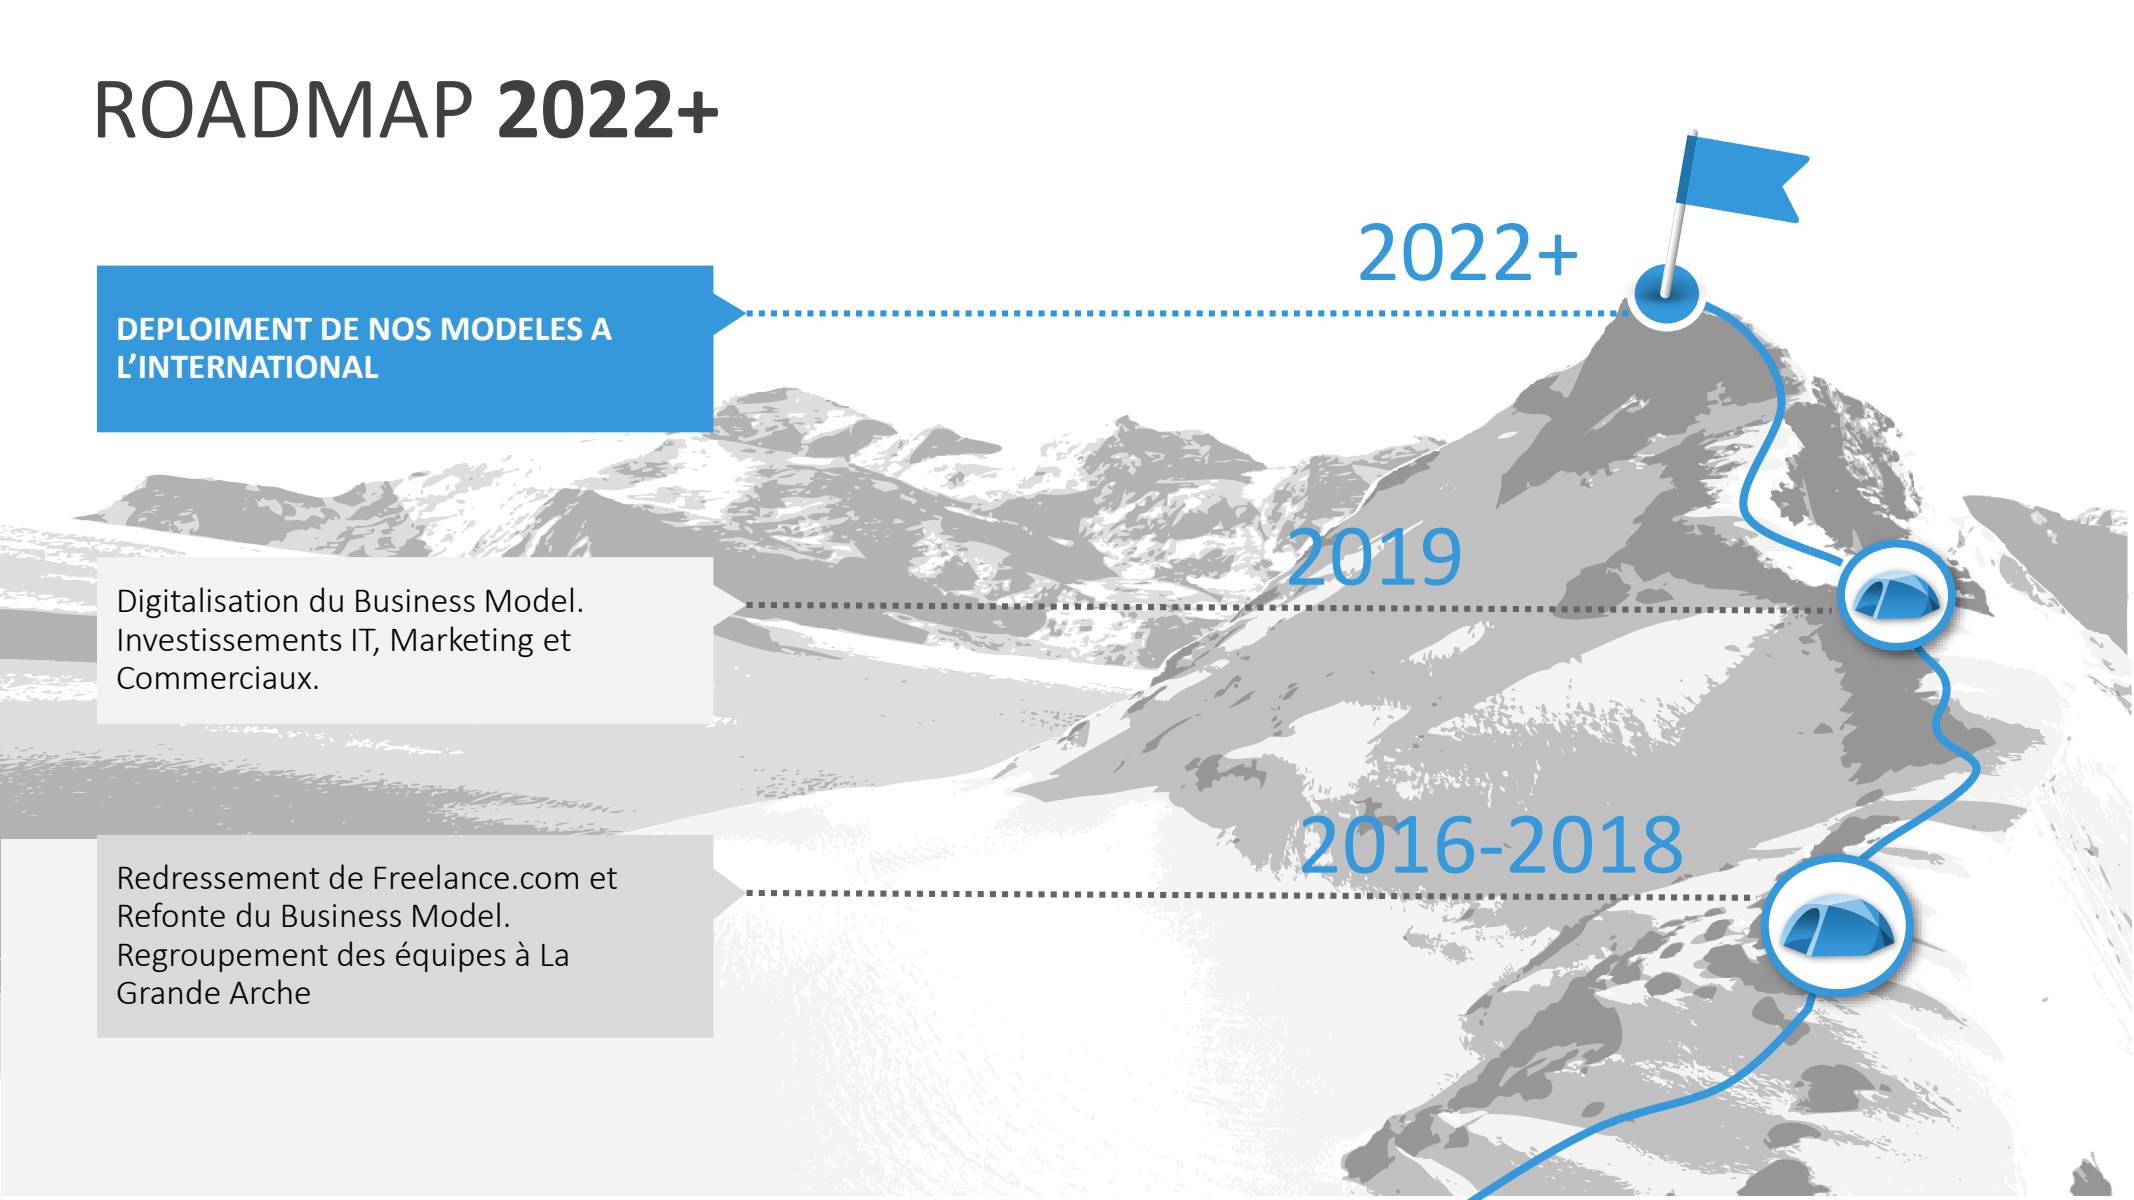 ROADMAP 2022+
2022+
DEPLOIMENT DE NOS MODELES A
L’INTERNATIONAL
2019
Digitalisation du Business Model.
Investissements IT, Marketing et
Commerciaux.
2016-2018
Redressement de Freelance.com et
Refonte du Business Model.
Regroupement des équipes à La
Grande Arche